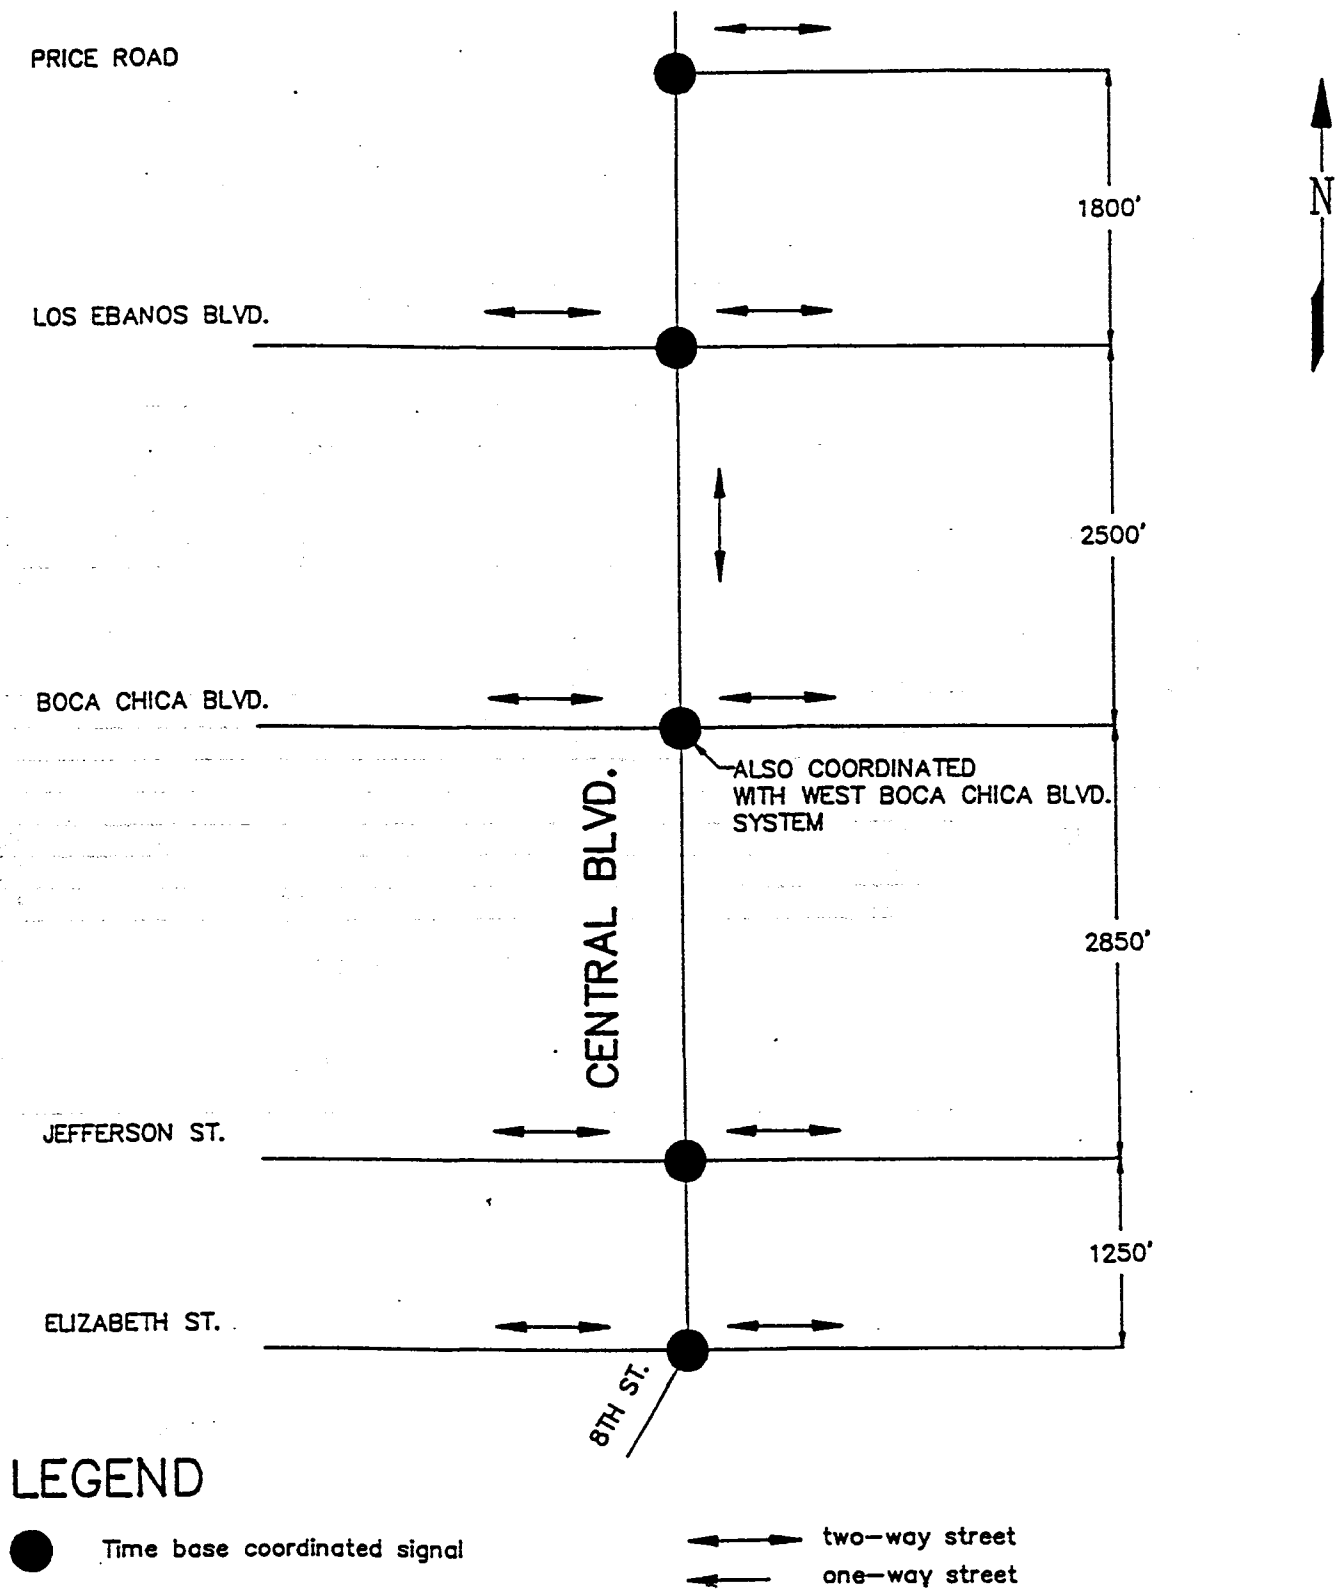 PRICE ROAD
N
1800'
LOS EBANOS BLVD.
2500'
BOCA CHICA BLVD.
ALSO COORDINATED
WITH WEST BOCA CHICA BLVD.
SYSTEM
CENTRAL BLVD.
2850'
JEFFERSON ST.
1250'
ELIZABETH ST.
8TH ST.
LEGEND
Time base coordinated signal
two-way street
one-way street